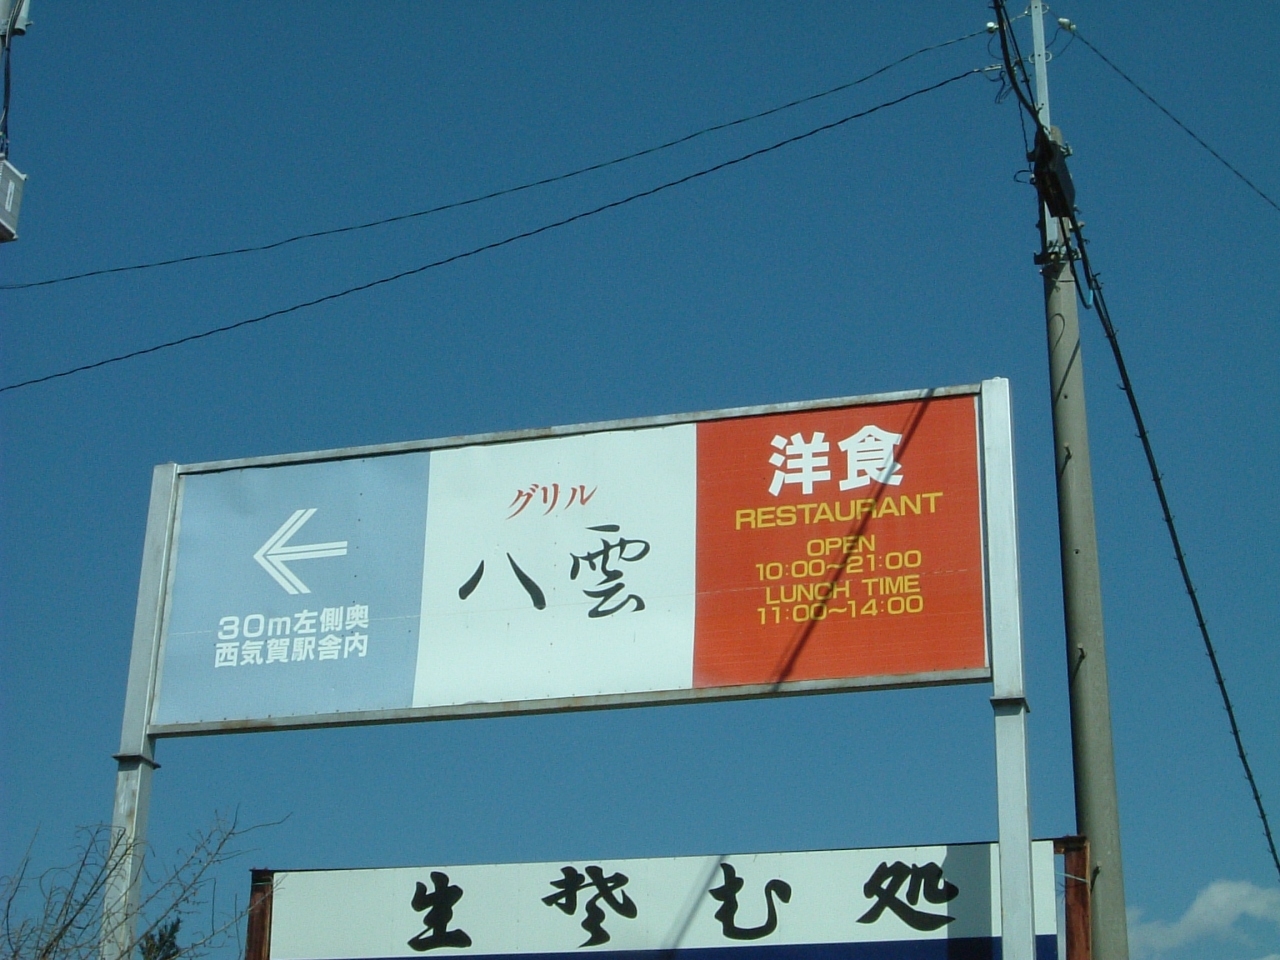 30m左側奥
西気賀駅舎内
グリル
八雲
洋食
RESTAURANT
OPEN
10:00~21:00
LUNCH TIME
11:00~14:00
生そむ処